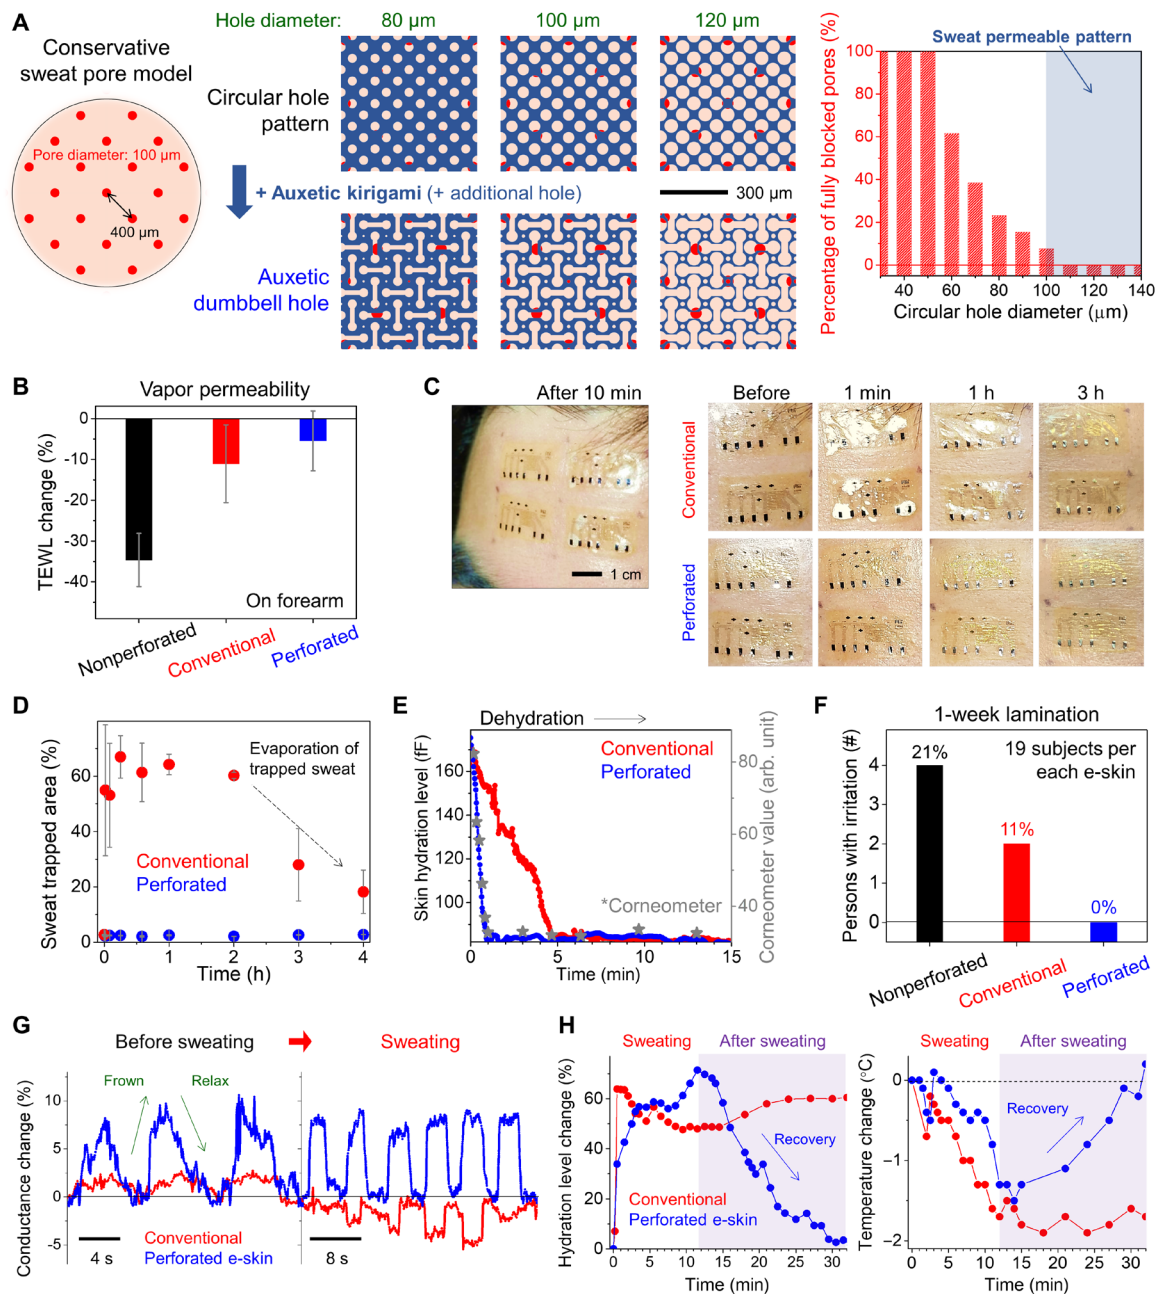 A
Conservative
sweat pore model
Pore diameter: 100 μm
400 μm
Hole diameter:
80 μm
100 μm
120 μm
Circular hole
pattern
+ Auxetic kirigami (+ additional hole)
300 μm
Auxetic
dumbbell hole
Sweat permeable pattern
Percentage of fully blocked pores (%)
100
80
60
40
20
0
40 60 80 100 120 140
Circular hole diameter (μm)
B
Vapor permeability
TEWL change (%)
0
-10
-20
-30
-40
On forearm
Nonperforated
Conventional
Perforated
C
After 10 min
1 cm
Before
1 min
1 h
3 h
Conventional
Perforated
D
Sweat trapped area (%)
80
60
40
20
0
Evaporation of
trapped sweat
Conventional
Perforated
0 1 2 3 4
Time (h)
E
Dehydration
Skin hydration level (fF)
160
140
120
100
Conventional
Perforated
*Corneometer
80
60
40
Corneometer value (arb. unit)
0 5 10 15
Time (min)
F
1-week lamination
Persons with irritation (#)
4
3
2
1
0
21%
19 subjects per
each e-skin
11%
0%
Nonperforated
Conventional
Perforated
G
Before sweating
Sweating
Conductance change (%)
10
5
0
-5
Frown
Relax
Conventional
Perforated e-skin
4 s
8 s
H
Sweating
After sweating
Hydration level change (%)
80
60
40
20
0
Recovery
Conventional
Perforated e-skin
0 5 10 15 20 25 30
Time (min)
Sweating
After sweating
Temperature change (°C)
0
−1
−2
Recovery
0 5 10 15 20 25 30
Time (min)